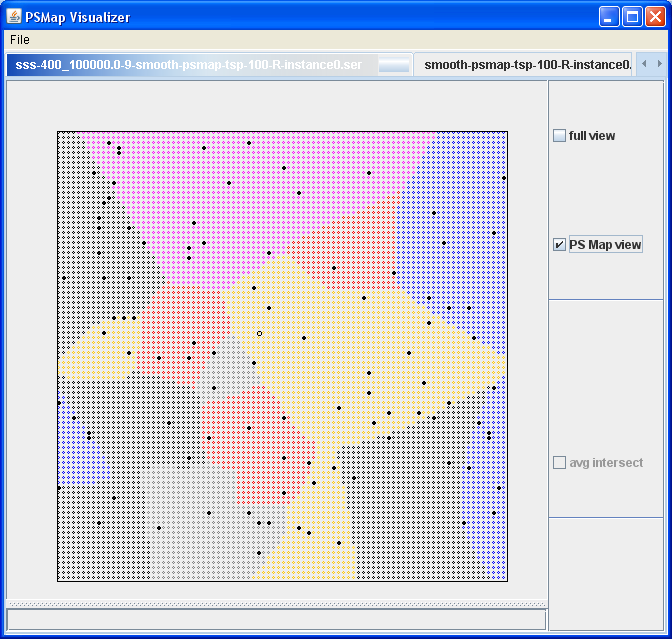 PSMap Visualizer
File
sss-400_100000.0-9-smooth-psmap-tsp-100-R-instance0.ser
smooth-psmap-tsp-100-R-instance0.
full view
PS Map view
avg intersect